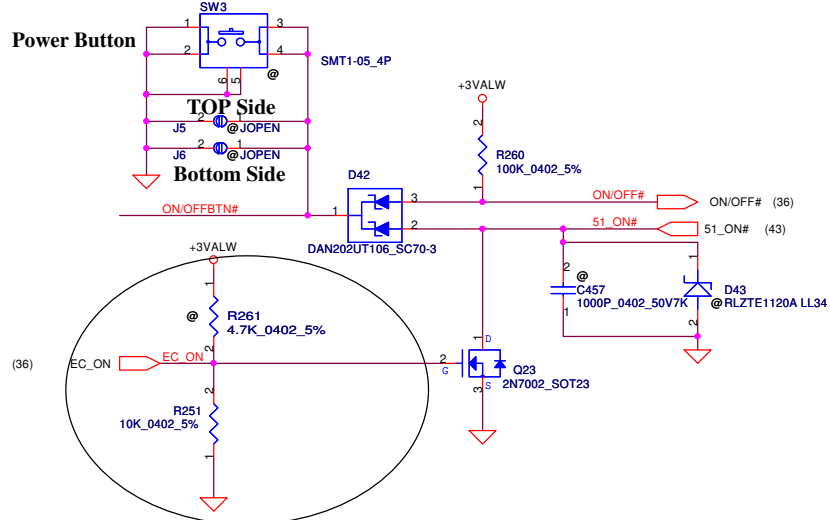 SW3
1
3
Power Button
2
4
SMT1-05_4P
6
5
@
TOP Side
2
1
J5
@
JOPEN
2
1
J6
@
JOPEN
Bottom Side
+3VALW
2
R260
100K_0402_5%
1
D42
ON/OFFBTN#
1
3
2
DAN202UT106_SC70-3
ON/OFF#
ON/OFF# (36)
51_ON#
51_ON# (43)
2
@
C457
1000P_0402_50V7K
1
1
D43
@
RLZTE1120A LL34
2
+3VALW
1
@
R261
4.7K_0402_5%
2
(36)
EC_ON
EC_ON
2
R251
10K_0402_5%
1
1
D
2
G
Q23
2N7002_SOT23
S
3